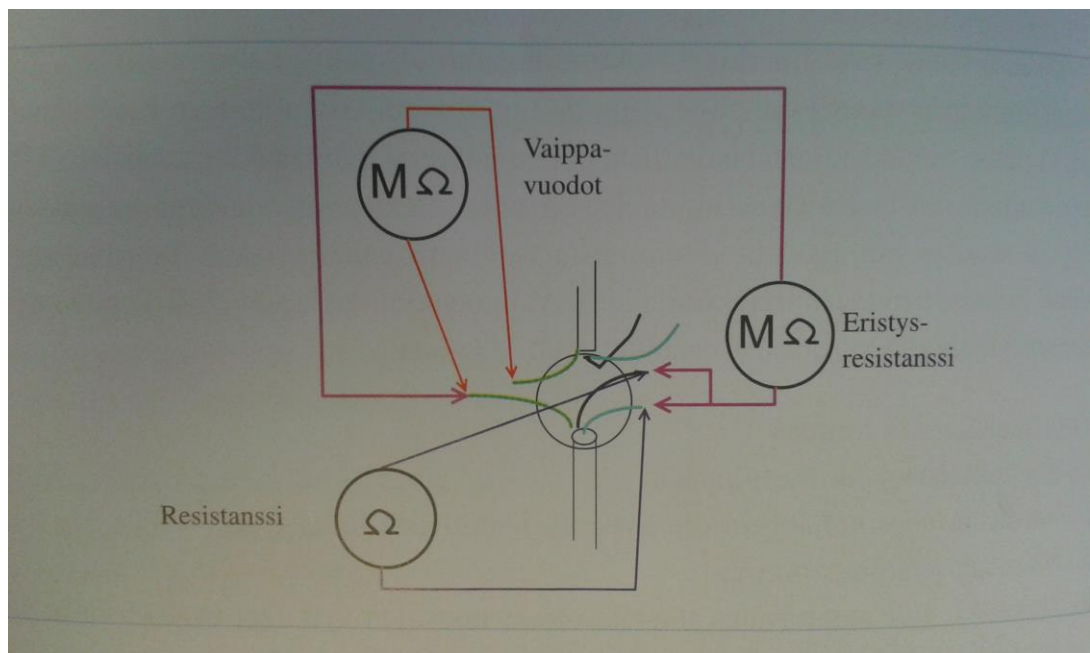 MΩ
Vaippa-
vuodot
MΩ
Eristys-
resistanssi
Resistanssi
Ω